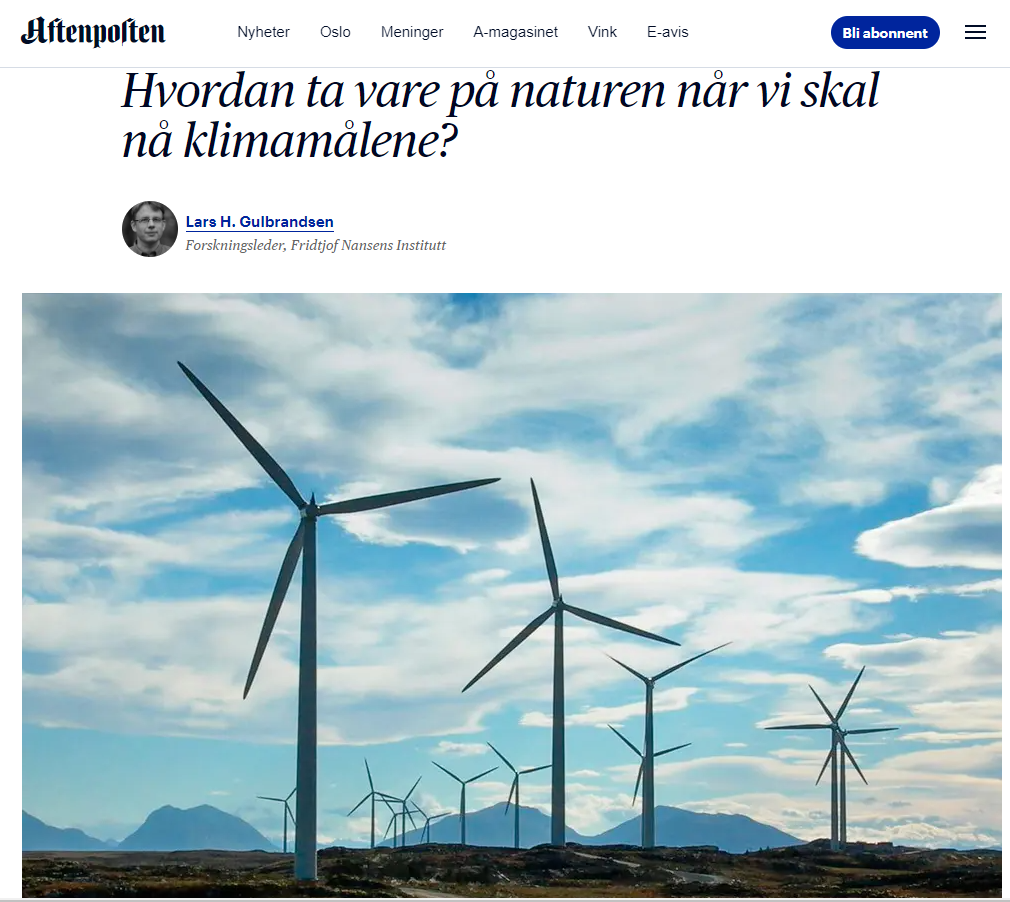 Aftenposten
Nyheter Oslo Meninger A-magasinet Vink E-avis Bli abonnent
Hvordan ta vare på naturen når vi skal
nå klimamålene?
Lars H. Gulbrandsen
Forskningsleder, Fridtjof Nansens Institutt